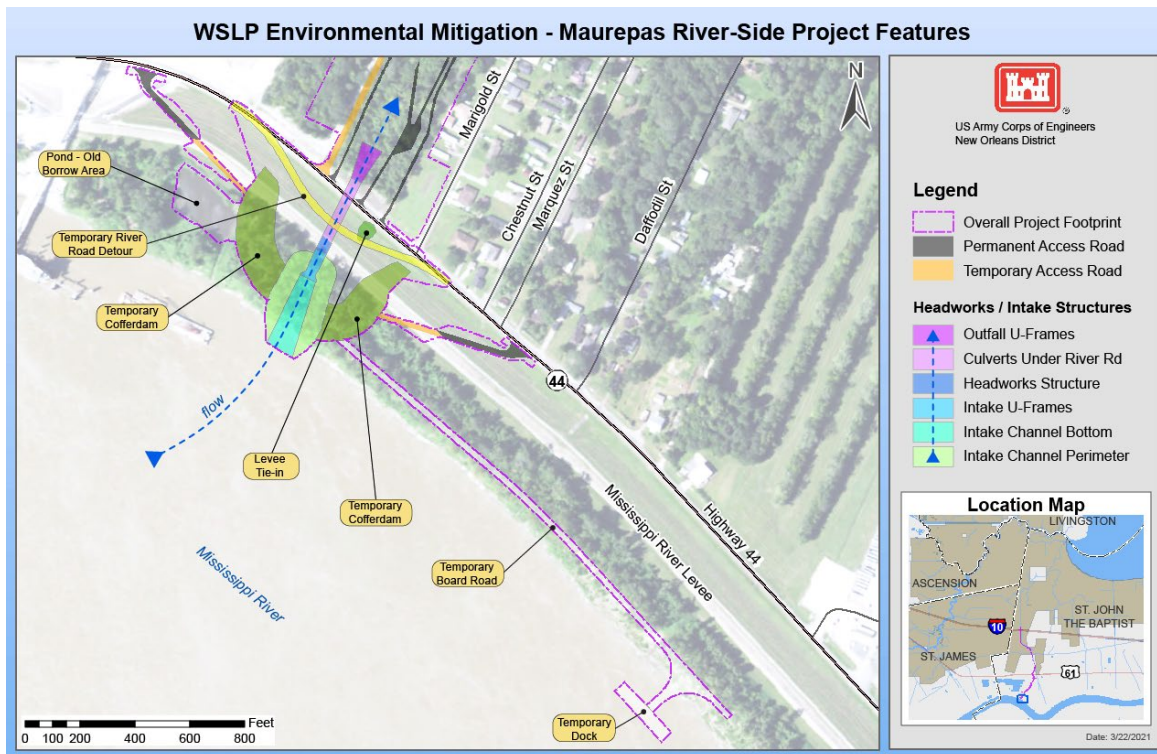 WSLP Environmental Mitigation - Maurepas River-Side Project Features
N
Marigold St
Chestnut St
Marquez St
Daffodil St
Pond - Old
Borrow Area
Temporary River
Road Detour
Temporary
Cofferdam
flow
Levee
Tie-in
Temporary
Cofferdam
44
Mississippi River Levee
Highway 44
Temporary
Board Road
Mississippi River
Temporary
Dock
Feet
0 100 200 400 600 800
US Army Corps of Engineers
New Orleans District
®
Legend
Overall Project Footprint
Permanent Access Road
Temporary Access Road
Headworks / Intake Structures
Outfall U-Frames
Culverts Under River Rd
Headworks Structure
Intake U-Frames
Intake Channel Bottom
Intake Channel Perimeter
Location Map
LIVINGSTON
ASCENSION
ST. JOHN
THE BAPTIST
10
ST. JAMES
61
Date: 3/22/2021